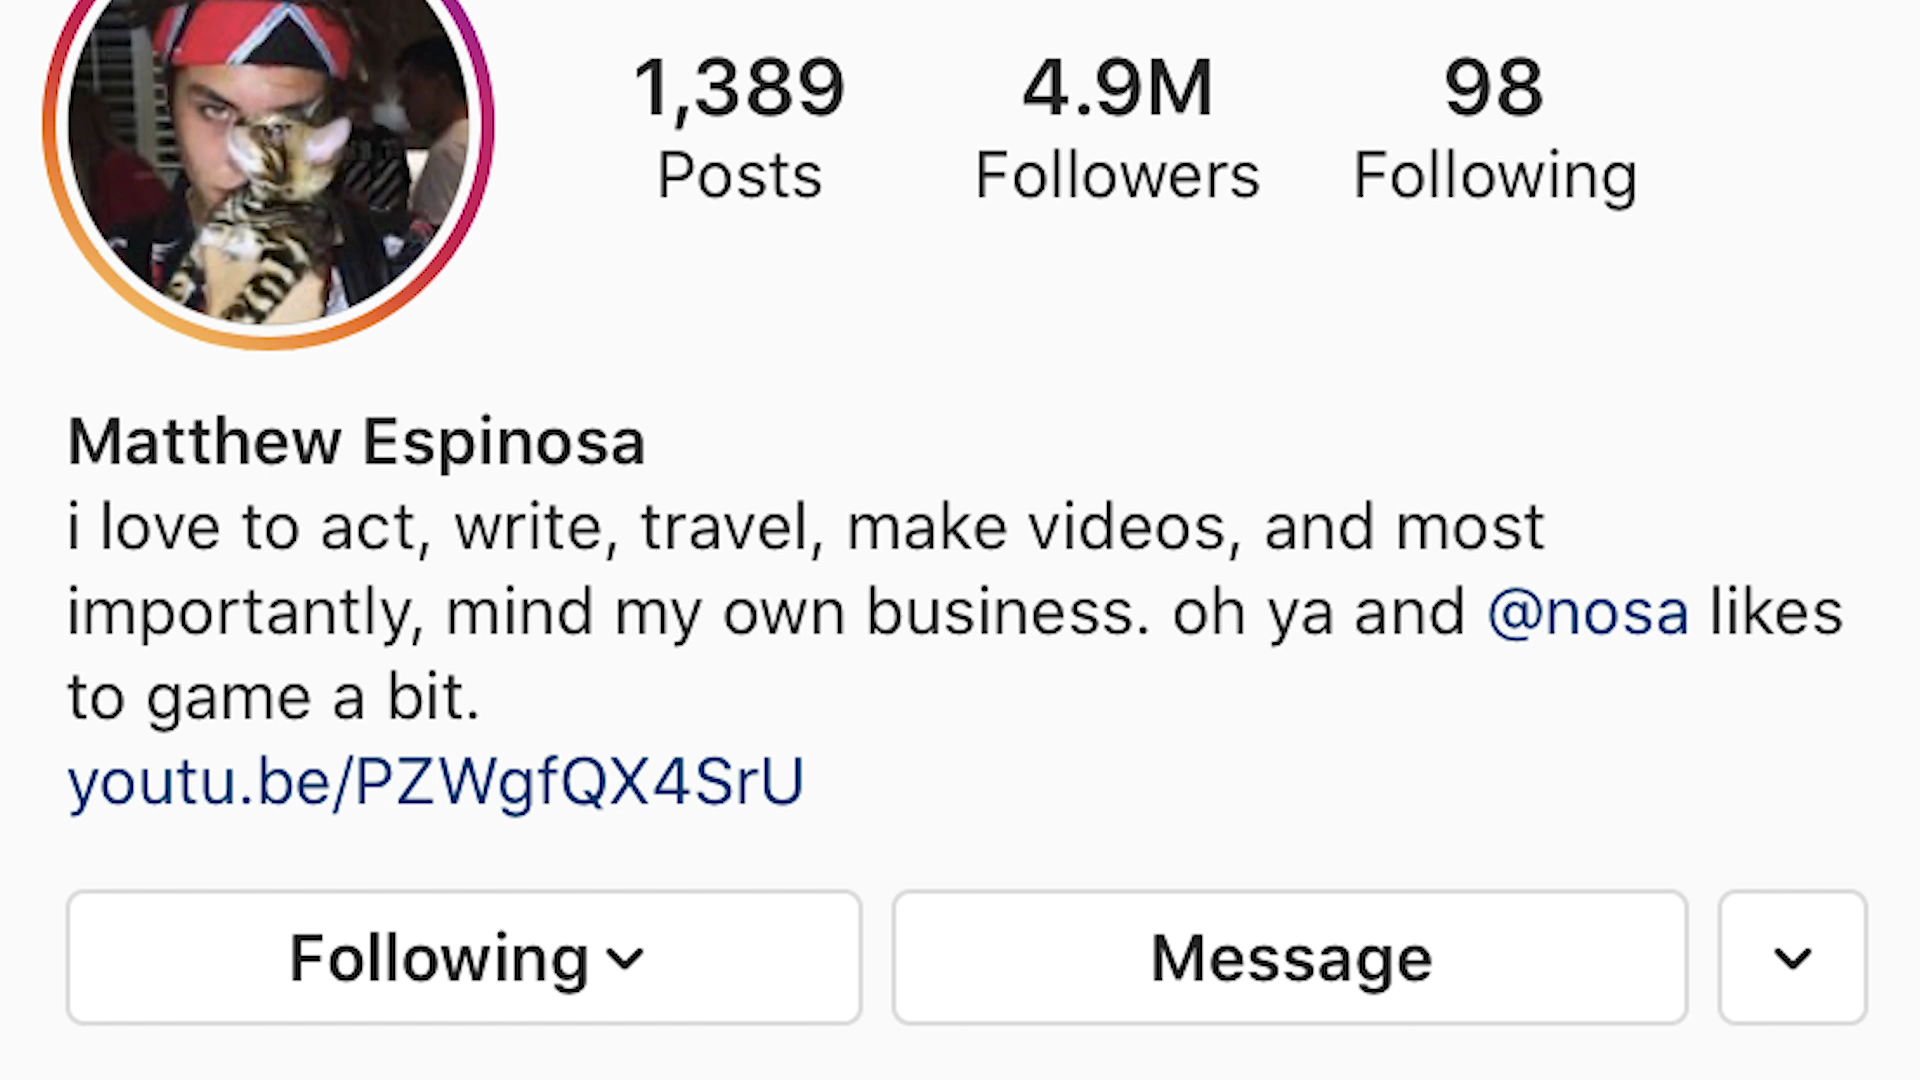 1,389 4.9M 98
Posts Followers Following
Matthew Espinosa
i love to act, write, travel, make videos, and most
importantly, mind my own business. oh ya and @nosa likes
to game a bit.
youtu.be/PZWgfQX4SrU
Following Message